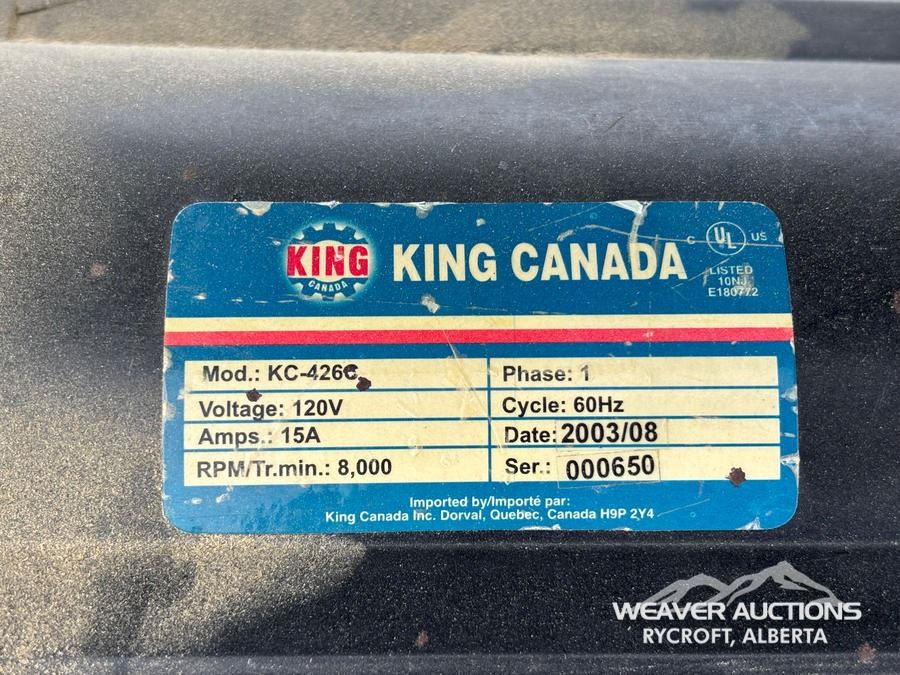 KING
CANADA
KING CANADA
C UL US
LISTED
10NJ
E180772
Mod.: KC-426C
Phase: 1
Voltage: 120V
Cycle: 60Hz
Amps.: 15A
Date: 2003/08
RPM/Tr.min.: 8,000
Ser.: 000650
Imported by/Importé par:
King Canada Inc. Dorval, Quebec, Canada H9P 2Y4
WEAVER AUCTIONS
RYCROFT, ALBERTA